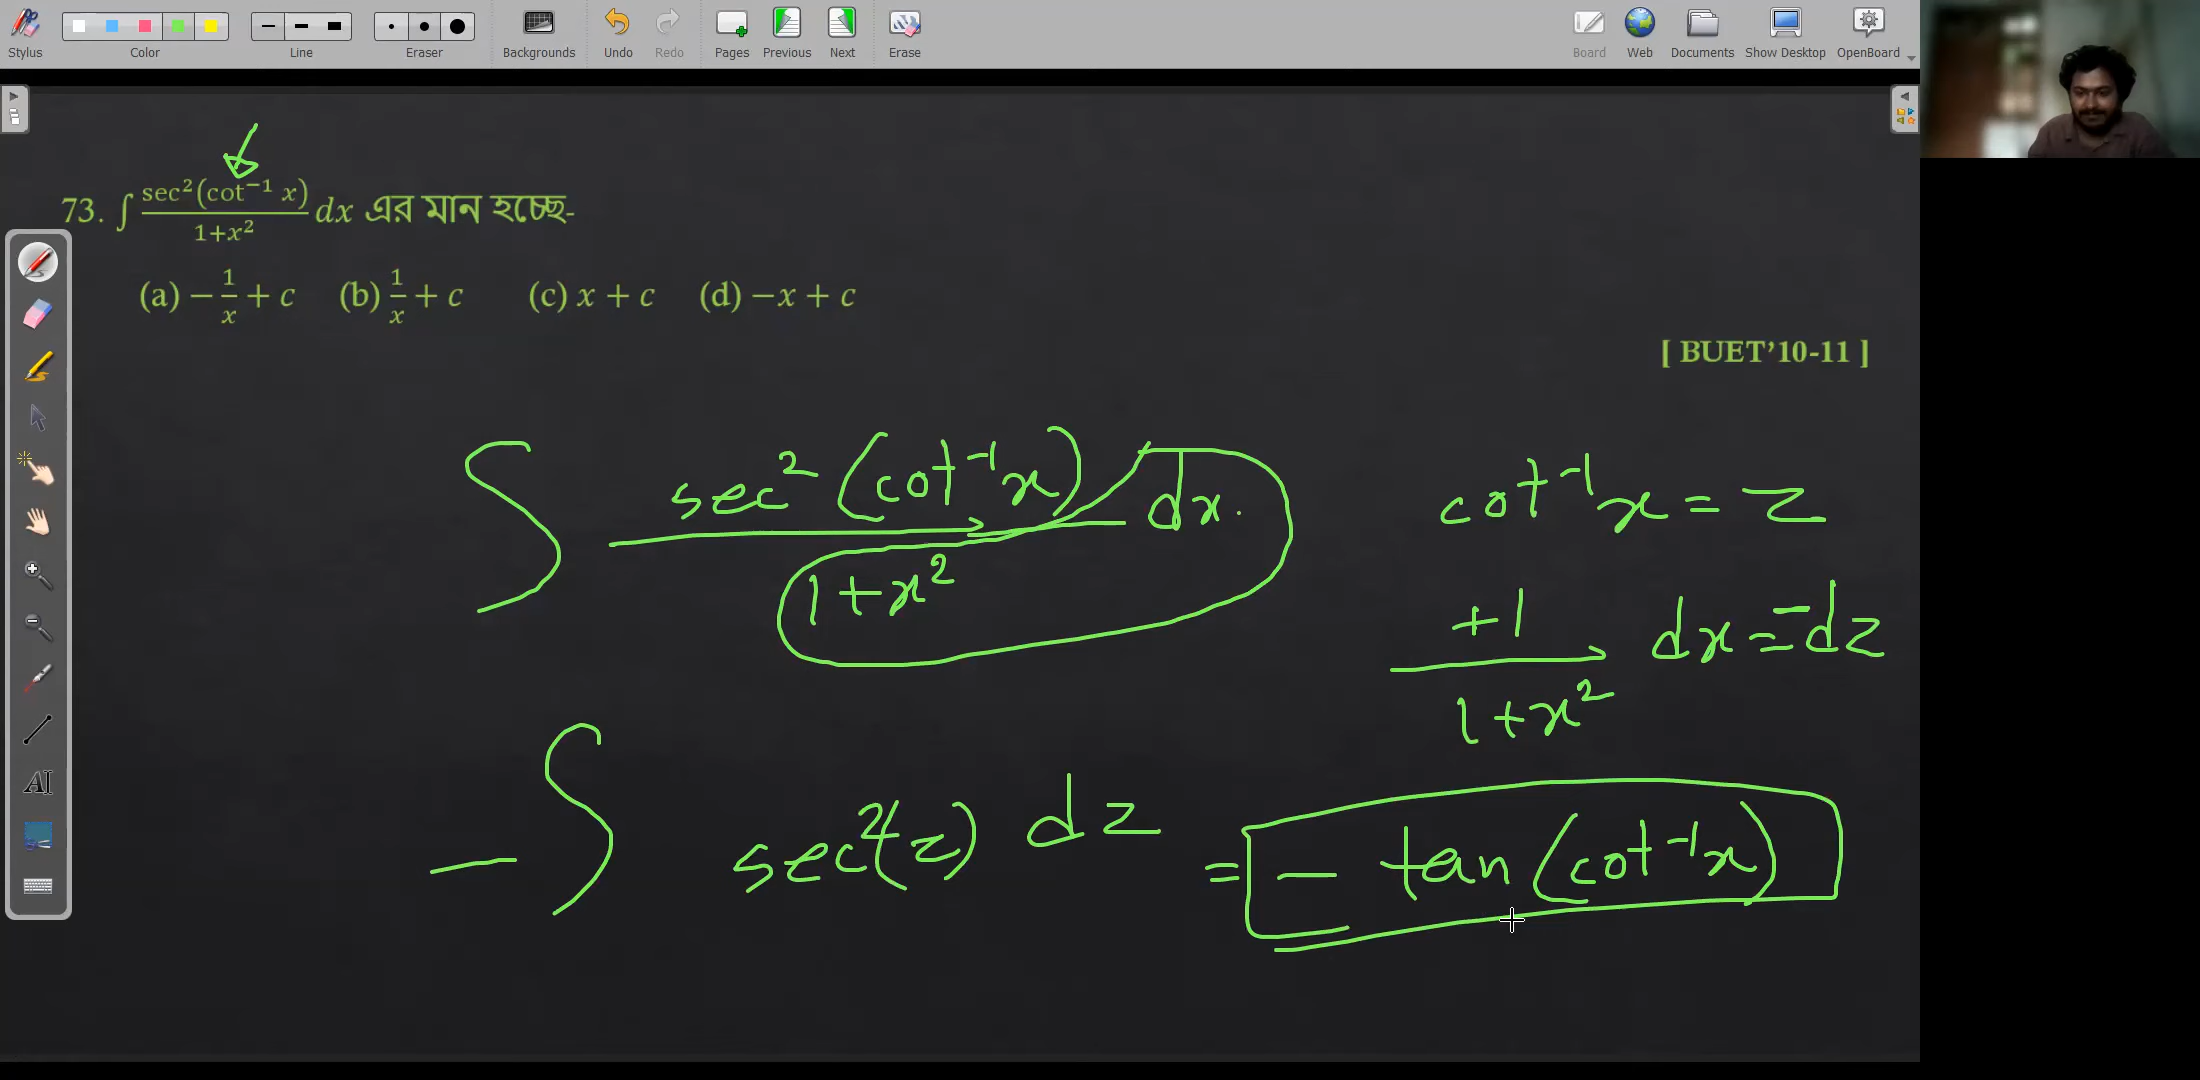 Stylus Color Line Eraser Backgrounds Undo Redo Pages Previous Next Erase Board Web Documents Show Desktop OpenBoard
73. ∫ sec²(cot⁻¹ x)/(1+x²) dx এর মান হচ্ছে-
(a) −1/x + c (b) 1/x + c (c) x + c (d) −x + c
[ BUET’10-11 ]
∫ sec²(cot⁻¹x)/(1+x²) dx.
cot⁻¹x = z
+1/(1+x²) dx = -dz
− ∫ sec²(z) dz = − tan(cot⁻¹x)
AI